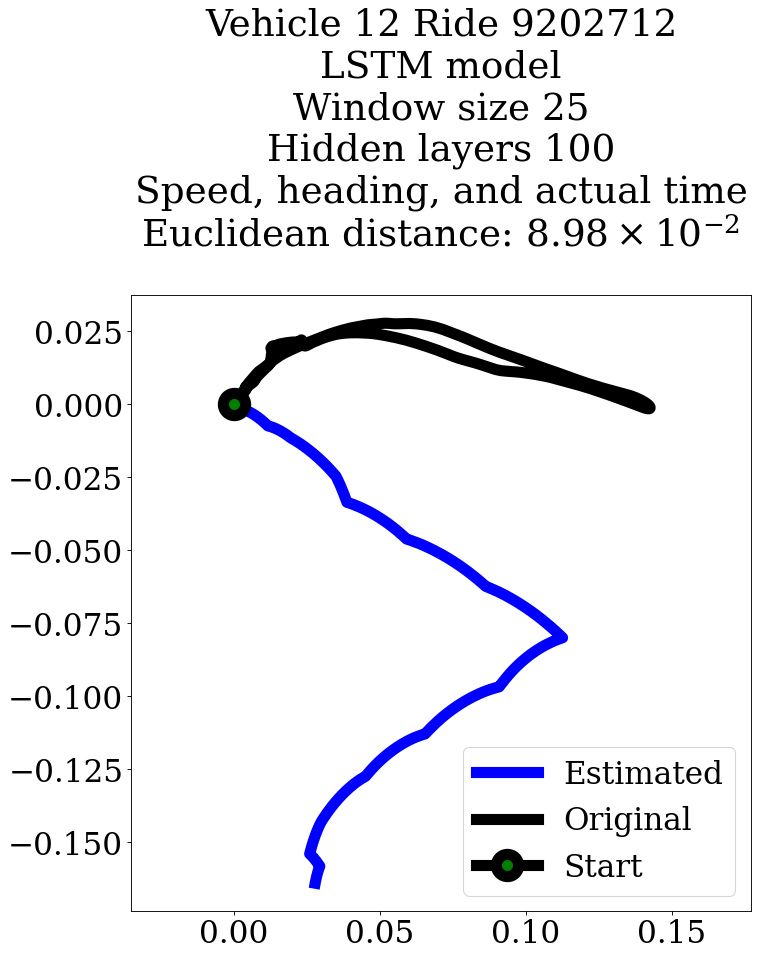 Vehicle 12 Ride 9202712
LSTM model
Window size 25
Hidden layers 100
Speed, heading, and actual time
Euclidean distance: 8.98 × 10⁻²
0.025
0.000
−0.025
−0.050
−0.075
−0.100
−0.125
−0.150
Estimated
Original
Start
0.00 0.05 0.10 0.15